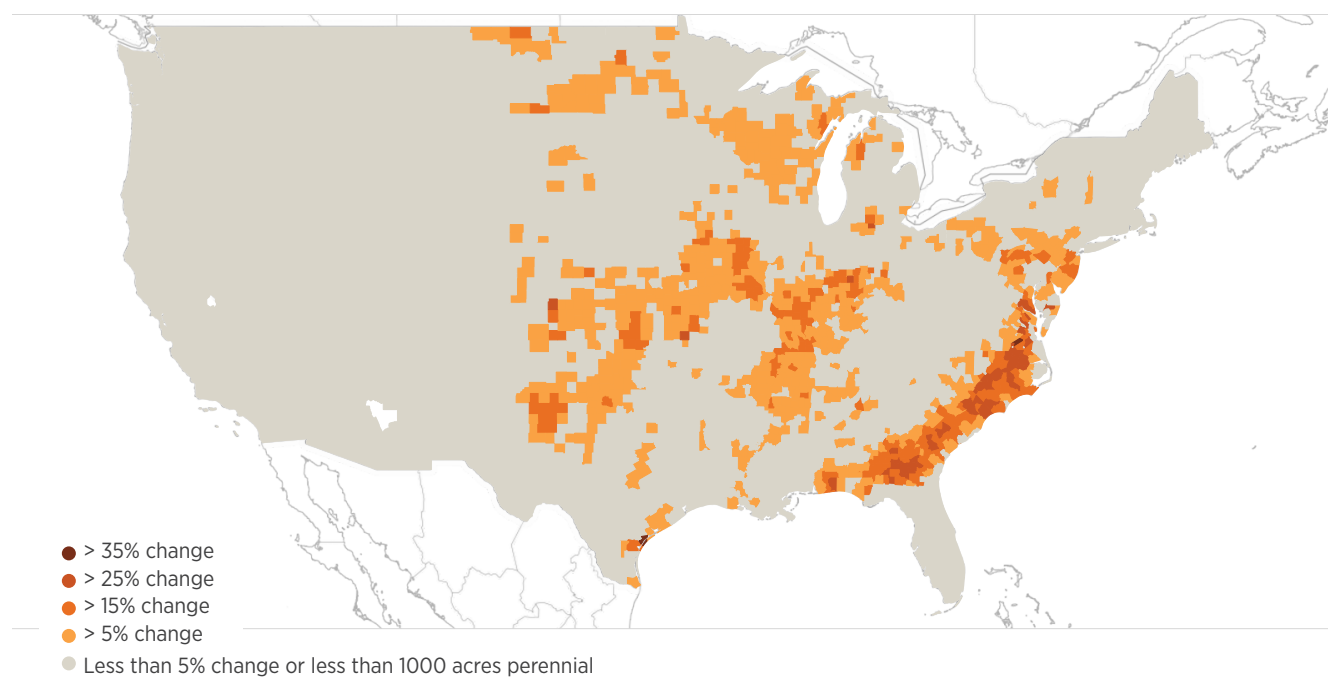 > 35% change
> 25% change
> 15% change
> 5% change
Less than 5% change or less than 1000 acres perennial